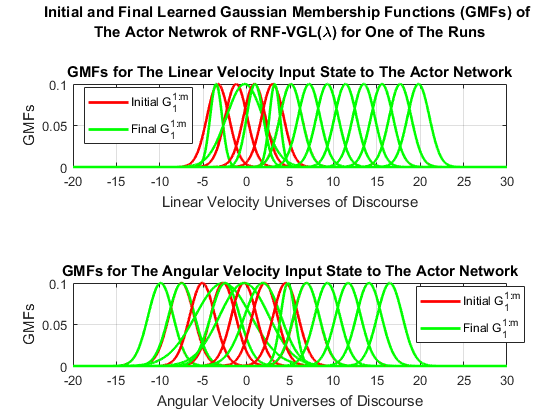 Initial and Final Learned Gaussian Membership Functions (GMFs) of
The Actor Netwrok of RNF-VGL(λ) for One of The Runs
GMFs for The Linear Velocity Input State to The Actor Network
0.1
0.05
0
GMFs
Initial G₁^{1:m}
Final G₁^{1:m}
-20 -15 -10 -5 0 5 10 15 20 25 30
Linear Velocity Universes of Discourse
GMFs for The Angular Velocity Input State to The Actor Network
0.1
0.05
0
GMFs
Initial G₁^{1:m}
Final G₁^{1:m}
-20 -15 -10 -5 0 5 10 15 20 25 30
Angular Velocity Universes of Discourse